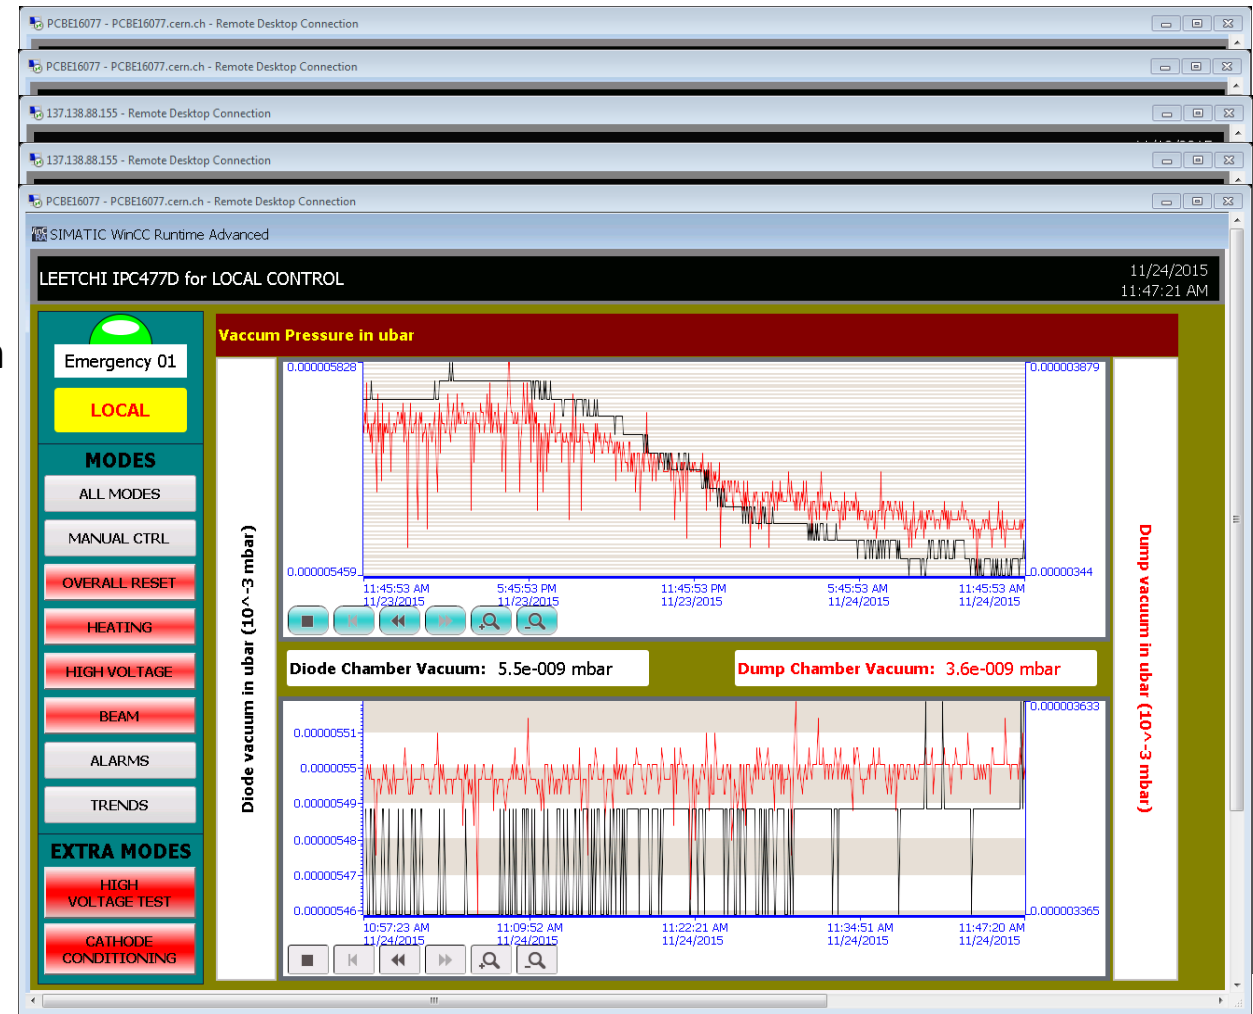 PCBE16077 - PCBE16077.cern.ch - Remote Desktop Connection
PCBE16077 - PCBE16077.cern.ch - Remote Desktop Connection
137.138.88.155 - Remote Desktop Connection
137.138.88.155 - Remote Desktop Connection
PCBE16077 - PCBE16077.cern.ch - Remote Desktop Connection
SIMATIC WinCC Runtime Advanced
LEETCHI IPC477D for LOCAL CONTROL
11/24/2015
11:47:21 AM
Emergency 01
LOCAL
MODES
ALL MODES
MANUAL CTRL
OVERALL RESET
HEATING
HIGH VOLTAGE
BEAM
ALARMS
TRENDS
EXTRA MODES
HIGH
VOLTAGE TEST
CATHODE
CONDITIONING
Vaccum Pressure in ubar
Diode vacuum in ubar (10^-3 mbar)
0.000005828
0.000003879
0.000005459
0.00000344
11:45:53 AM 5:45:53 PM 11:45:53 PM 5:45:53 AM 11:45:53 AM
11/23/2015 11/23/2015 11/23/2015 11/24/2015 11/24/2015
Diode Chamber Vacuum: 5.5e-009 mbar
Dump Chamber Vacuum: 3.6e-009 mbar
0.000003633
0.00000551
0.0000055
0.00000549
0.00000548
0.00000547
0.00000546
0.000003365
10:57:23 AM 11:09:52 AM 11:22:21 AM 11:34:51 AM 11:47:20 AM
11/24/2015 11/24/2015 11/24/2015 11/24/2015 11/24/2015
Dump vacuum in ubar (10^-3 mbar)